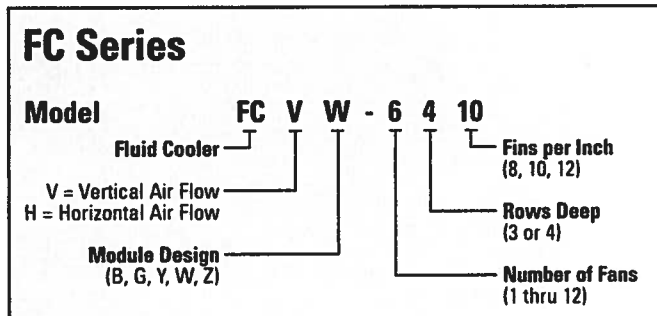 FC Series
Model FC V W - 6 4 10
Fluid Cooler
V = Vertical Air Flow
H = Horizontal Air Flow
Module Design
(B, G, Y, W, Z)
Fins per Inch
(8, 10, 12)
Rows Deep
(3 or 4)
Number of Fans
(1 thru 12)